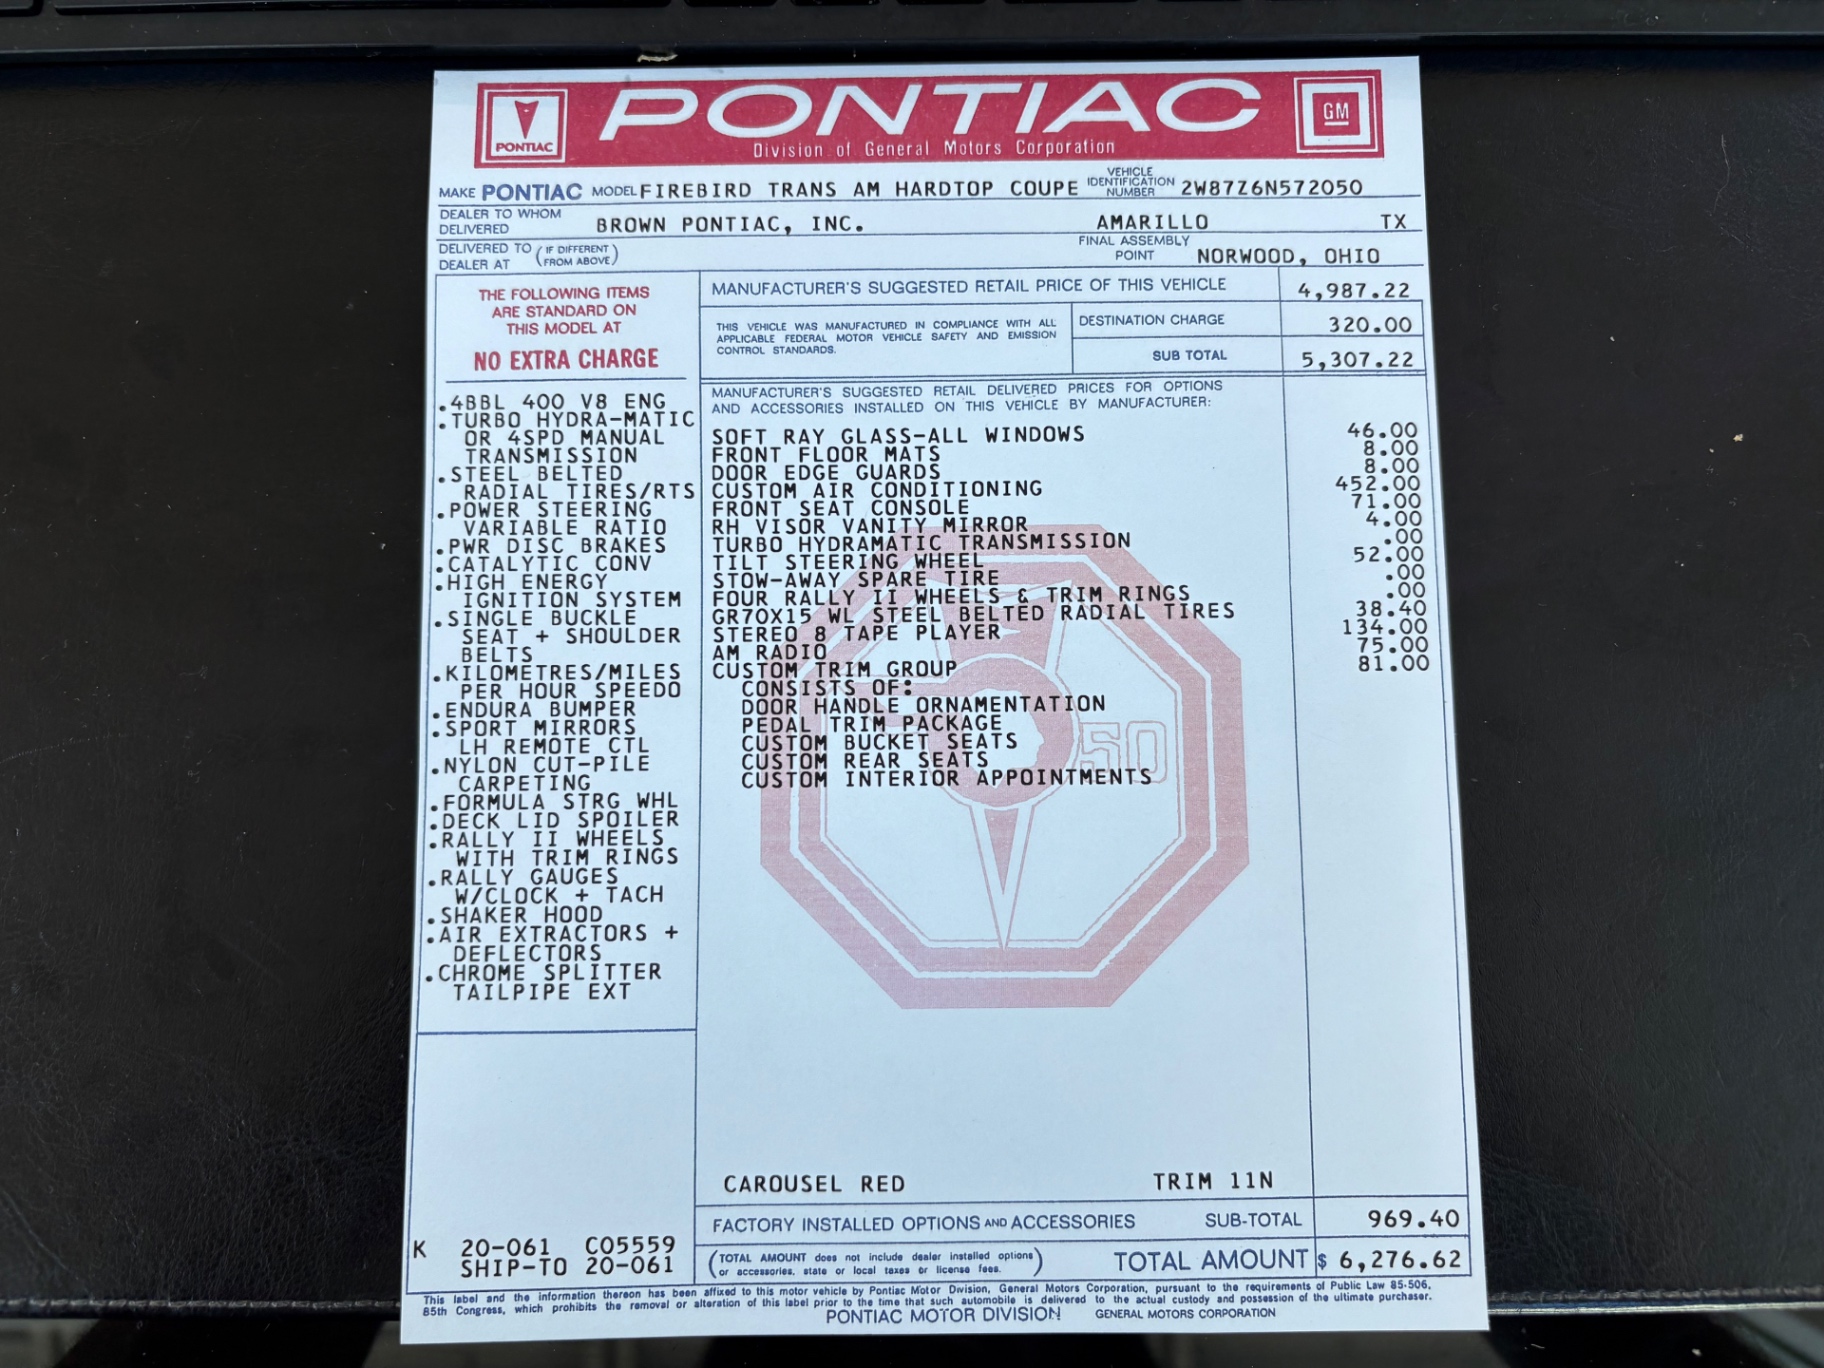 PONTIAC
PONTIAC
Division of General Motors Corporation
GM
MAKE PONTIAC MODEL FIREBIRD TRANS AM HARDTOP COUPE VEHICLE IDENTIFICATION NUMBER 2W87Z6N572050
DEALER TO WHOM DELIVERED BROWN PONTIAC, INC. AMARILLO TX
DELIVERED TO DEALER AT (IF DIFFERENT FROM ABOVE) FINAL ASSEMBLY POINT NORWOOD, OHIO
THE FOLLOWING ITEMS
ARE STANDARD ON
THIS MODEL AT
NO EXTRA CHARGE
.4BBL 400 V8 ENG
.TURBO HYDRA-MATIC
OR 4SPD MANUAL
TRANSMISSION
.STEEL BELTED
RADIAL TIRES/RTS
.POWER STEERING
VARIABLE RATIO
.PWR DISC BRAKES
.CATALYTIC CONV
.HIGH ENERGY
IGNITION SYSTEM
.SINGLE BUCKLE
SEAT + SHOULDER
BELTS
.KILOMETRES/MILES
PER HOUR SPEEDO
.ENDURA BUMPER
.SPORT MIRRORS
LH REMOTE CTL
.NYLON CUT-PILE
CARPETING
.FORMULA STRG WHL
.DECK LID SPOILER
.RALLY II WHEELS
WITH TRIM RINGS
.RALLY GAUGES
W/CLOCK + TACH
.SHAKER HOOD
.AIR EXTRACTORS +
DEFLECTORS
.CHROME SPLITTER
TAILPIPE EXT
K 20-061 C05559
SHIP-TO 20-061
MANUFACTURER'S SUGGESTED RETAIL PRICE OF THIS VEHICLE 4,987.22
THIS VEHICLE WAS MANUFACTURED IN COMPLIANCE WITH ALL
APPLICABLE FEDERAL MOTOR VEHICLE SAFETY AND EMISSION
CONTROL STANDARDS.
DESTINATION CHARGE 320.00
SUB TOTAL 5,307.22
MANUFACTURER'S SUGGESTED RETAIL DELIVERED PRICES FOR OPTIONS
AND ACCESSORIES INSTALLED ON THIS VEHICLE BY MANUFACTURER:
SOFT RAY GLASS-ALL WINDOWS 46.00
FRONT FLOOR MATS 8.00
DOOR EDGE GUARDS 8.00
CUSTOM AIR CONDITIONING 452.00
FRONT SEAT CONSOLE 71.00
RH VISOR VANITY MIRROR 4.00
TURBO HYDRAMATIC TRANSMISSION .00
TILT STEERING WHEEL 52.00
STOW-AWAY SPARE TIRE .00
FOUR RALLY II WHEELS & TRIM RINGS .00
GR70X15 WL STEEL BELTED RADIAL TIRES 38.40
STEREO 8 TAPE PLAYER 134.00
AM RADIO 75.00
CUSTOM TRIM GROUP 81.00
CONSISTS OF:
DOOR HANDLE ORNAMENTATION
PEDAL TRIM PACKAGE
CUSTOM BUCKET SEATS
CUSTOM REAR SEATS
CUSTOM INTERIOR APPOINTMENTS
50
CAROUSEL RED TRIM 11N
FACTORY INSTALLED OPTIONS AND ACCESSORIES SUB-TOTAL 969.40
(TOTAL AMOUNT does not include dealer installed options
or accessories, state or local taxes or license fees.)
TOTAL AMOUNT $ 6,276.62
This label and the information thereon has been affixed to this motor vehicle by Pontiac Motor Division, General Motors Corporation, pursuant to the requirements of Public Law 85-506,
85th Congress, which prohibits the removal or alteration of this label prior to the time that such automobile is delivered to the actual custody and possession of the ultimate purchaser.
PONTIAC MOTOR DIVISION GENERAL MOTORS CORPORATION